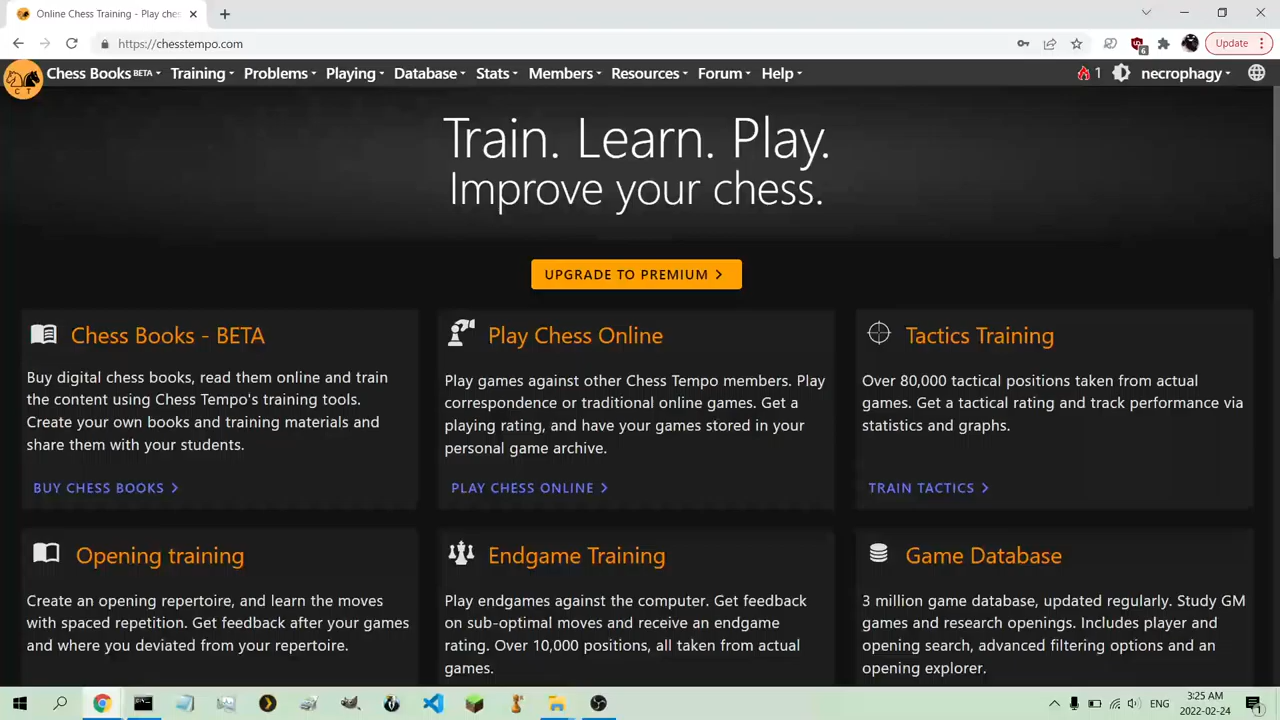 Online Chess Training - Play ches
https://chesstempo.com
6
Update
C T
Chess Books BETA
Training
Problems
Playing
Database
Stats
Members
Resources
Forum
Help
1
necrophagy
Train. Learn. Play.
Improve your chess.
UPGRADE TO PREMIUM
Chess Books - BETA
Buy digital chess books, read them online and train
the content using Chess Tempo's training tools.
Create your own books and training materials and
share them with your students.
BUY CHESS BOOKS
Play Chess Online
Play games against other Chess Tempo members. Play
correspondence or traditional online games. Get a
playing rating, and have your games stored in your
personal game archive.
PLAY CHESS ONLINE
Tactics Training
Over 80,000 tactical positions taken from actual
games. Get a tactical rating and track performance via
statistics and graphs.
TRAIN TACTICS
Opening training
Create an opening repertoire, and learn the moves
with spaced repetition. Get feedback after your games
and where you deviated from your repertoire.
Endgame Training
Play endgames against the computer. Get feedback
on sub-optimal moves and receive an endgame
rating. Over 10,000 positions, all taken from actual
games.
Game Database
3 million game database, updated regularly. Study GM
games and research openings. Includes player and
opening search, advanced filtering options and an
opening explorer.
ENG
3:25 AM
2022-02-24
1